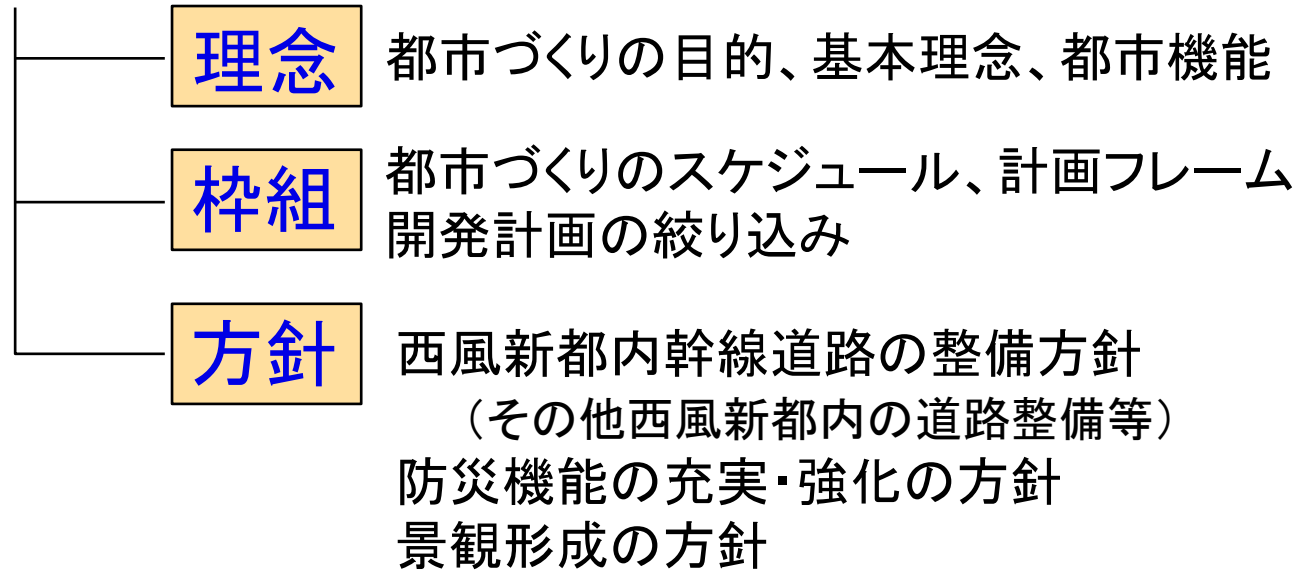 理念 都市づくりの目的、基本理念、都市機能
枠組 都市づくりのスケジュール、計画フレーム
開発計画の絞り込み
方針 西風新都内幹線道路の整備方針
（その他西風新都内の道路整備等）
防災機能の充実・強化の方針
景観形成の方針